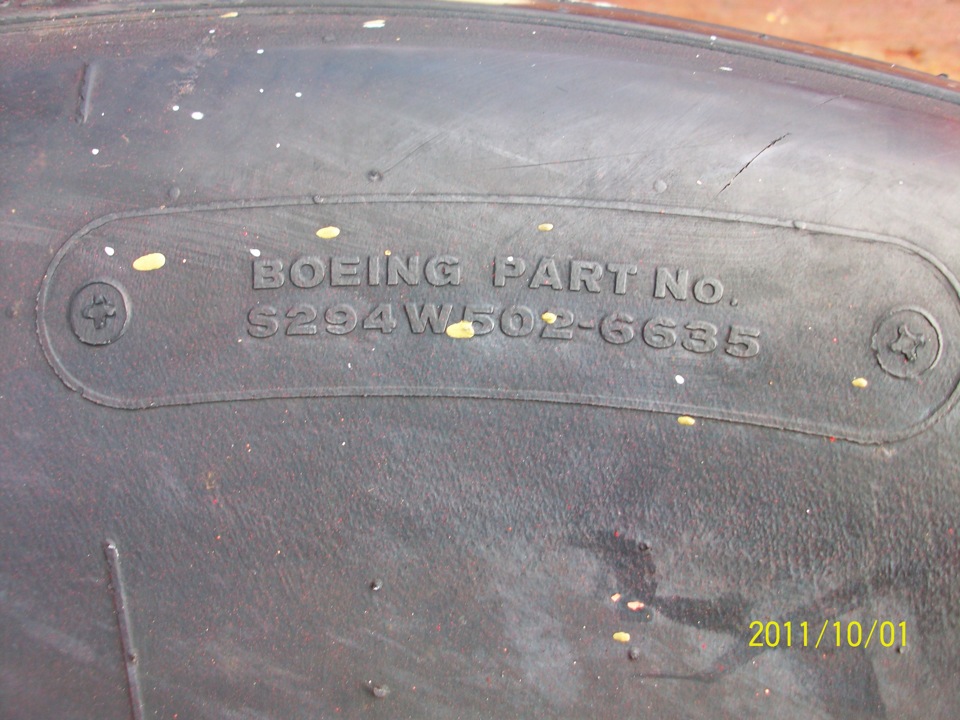 BOEING PART No.
S294W502-6635
2011/10/01